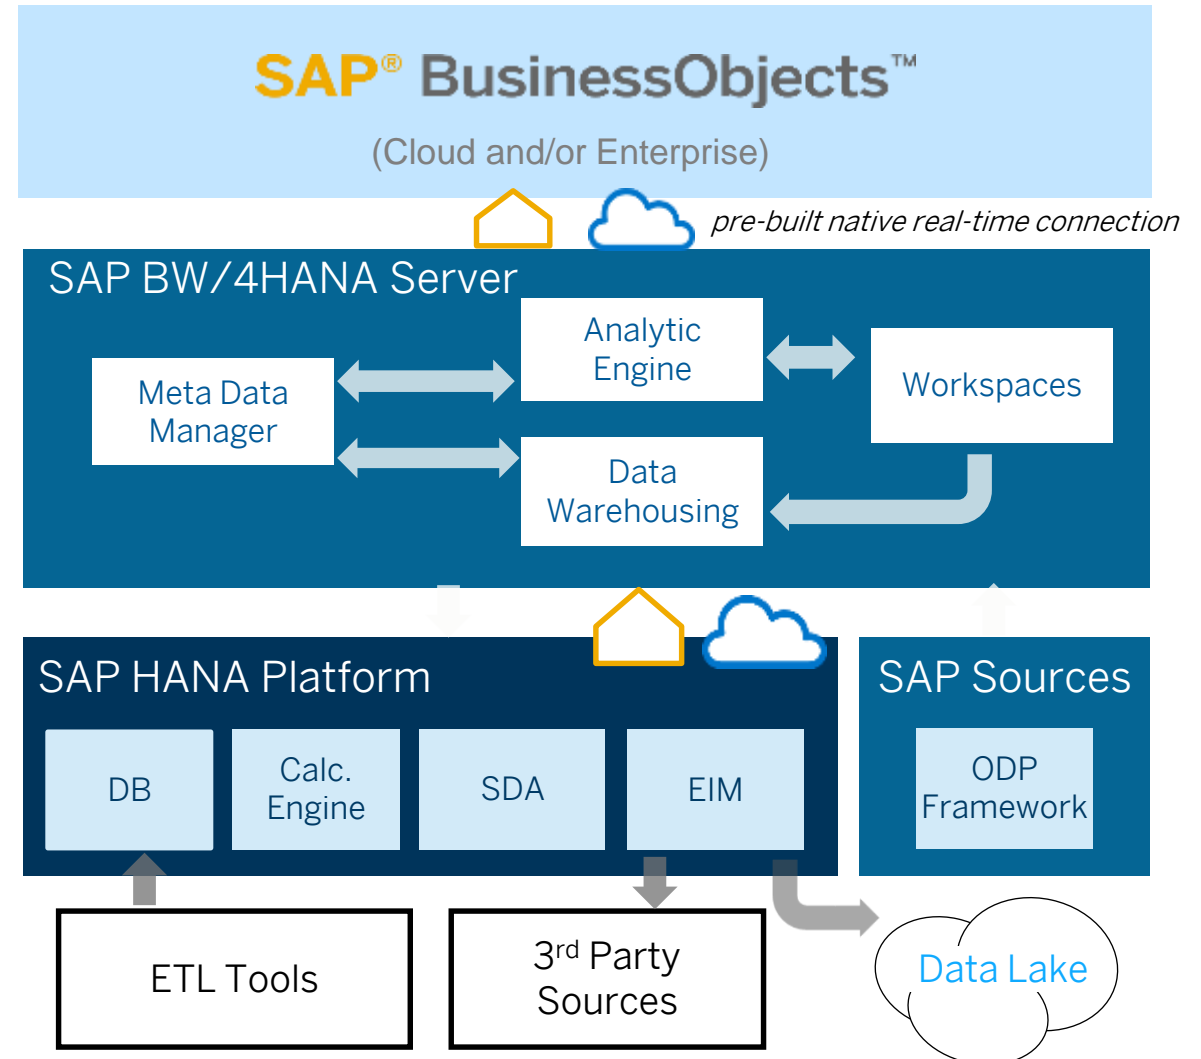 SAP® BusinessObjects™
(Cloud and/or Enterprise)
pre-built native real-time connection
SAP BW/4HANA Server
Meta Data
Manager
Analytic
Engine
Workspaces
Data
Warehousing
SAP HANA Platform
DB
Calc.
Engine
SDA
EIM
SAP Sources
ODP
Framework
ETL Tools
3rd Party
Sources
Data Lake